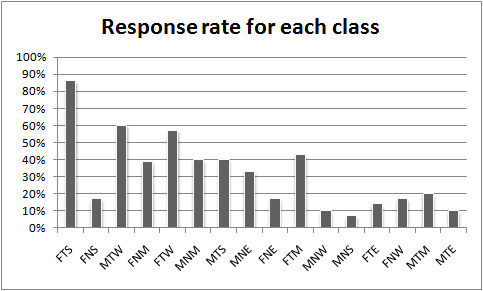 Response rate for each class
100%
90%
80%
70%
60%
50%
40%
30%
20%
10%
0%
FTS
FNS
MTW
FNM
FTW
MNM
MTS
MNE
FNE
FTM
MNW
MNS
FTE
FNW
MTM
MTE